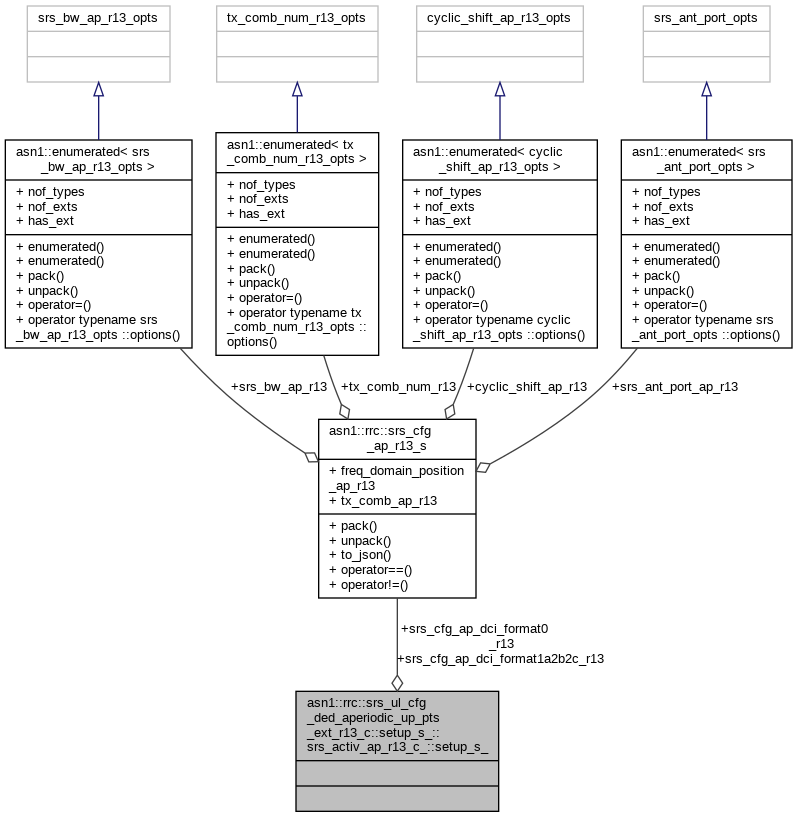 srs_bw_ap_r13_opts
tx_comb_num_r13_opts
cyclic_shift_ap_r13_opts
srs_ant_port_opts
asn1::enumerated< srs
_bw_ap_r13_opts >
+ nof_types
+ nof_exts
+ has_ext
+ enumerated()
+ enumerated()
+ pack()
+ unpack()
+ operator=()
+ operator typename srs
_bw_ap_r13_opts ::options()
asn1::enumerated< tx
_comb_num_r13_opts >
+ nof_types
+ nof_exts
+ has_ext
+ enumerated()
+ enumerated()
+ pack()
+ unpack()
+ operator=()
+ operator typename tx
_comb_num_r13_opts ::
options()
asn1::enumerated< cyclic
_shift_ap_r13_opts >
+ nof_types
+ nof_exts
+ has_ext
+ enumerated()
+ enumerated()
+ pack()
+ unpack()
+ operator=()
+ operator typename cyclic
_shift_ap_r13_opts ::options()
asn1::enumerated< srs
_ant_port_opts >
+ nof_types
+ nof_exts
+ has_ext
+ enumerated()
+ enumerated()
+ pack()
+ unpack()
+ operator=()
+ operator typename srs
_ant_port_opts ::options()
+srs_bw_ap_r13
+tx_comb_num_r13
+cyclic_shift_ap_r13
+srs_ant_port_ap_r13
asn1::rrc::srs_cfg
_ap_r13_s
+ freq_domain_position
_ap_r13
+ tx_comb_ap_r13
+ pack()
+ unpack()
+ to_json()
+ operator==()
+ operator!=()
+srs_cfg_ap_dci_format0
_r13
+srs_cfg_ap_dci_format1a2b2c_r13
asn1::rrc::srs_ul_cfg
_ded_aperiodic_up_pts
_ext_r13_c::setup_s_::
srs_activ_ap_r13_c_::setup_s_